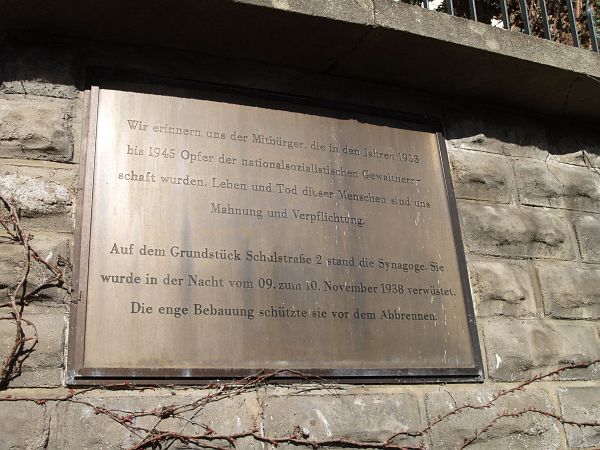 Wir erinnern uns der Mitbürger, die in den Jahren 1933
bis 1945 Opfer der nationalsozialistischen Gewaltherr-
schaft wurden. Leben und Tod dieser Menschen sind uns
Mahnung und Verpflichtung.
Auf dem Grundstück Schulstraße 2 stand die Synagoge. Sie
wurde in der Nacht vom 09. zum 10. November 1938 verwüstet.
Die enge Bebauung schützte sie vor dem Abbrennen.